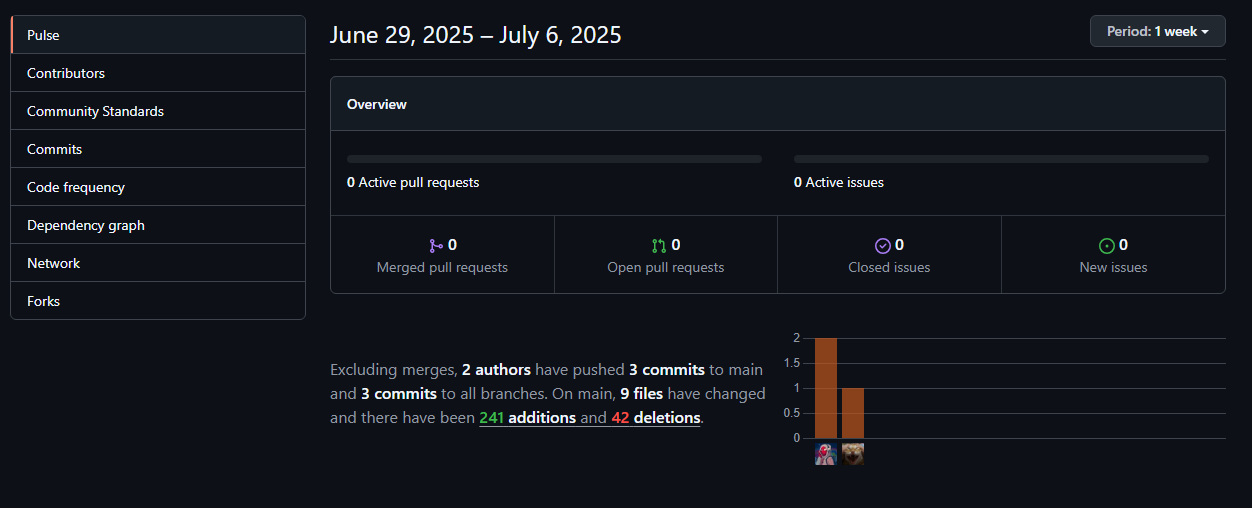 Pulse
Contributors
Community Standards
Commits
Code frequency
Dependency graph
Network
Forks
June 29, 2025 – July 6, 2025
Period: 1 week
Overview
0 Active pull requests
0 Active issues
0
Merged pull requests
0
Open pull requests
0
Closed issues
0
New issues
Excluding merges, 2 authors have pushed 3 commits to main
and 3 commits to all branches. On main, 9 files have changed
and there have been 241 additions and 42 deletions.
2
1.5
1
0.5
0